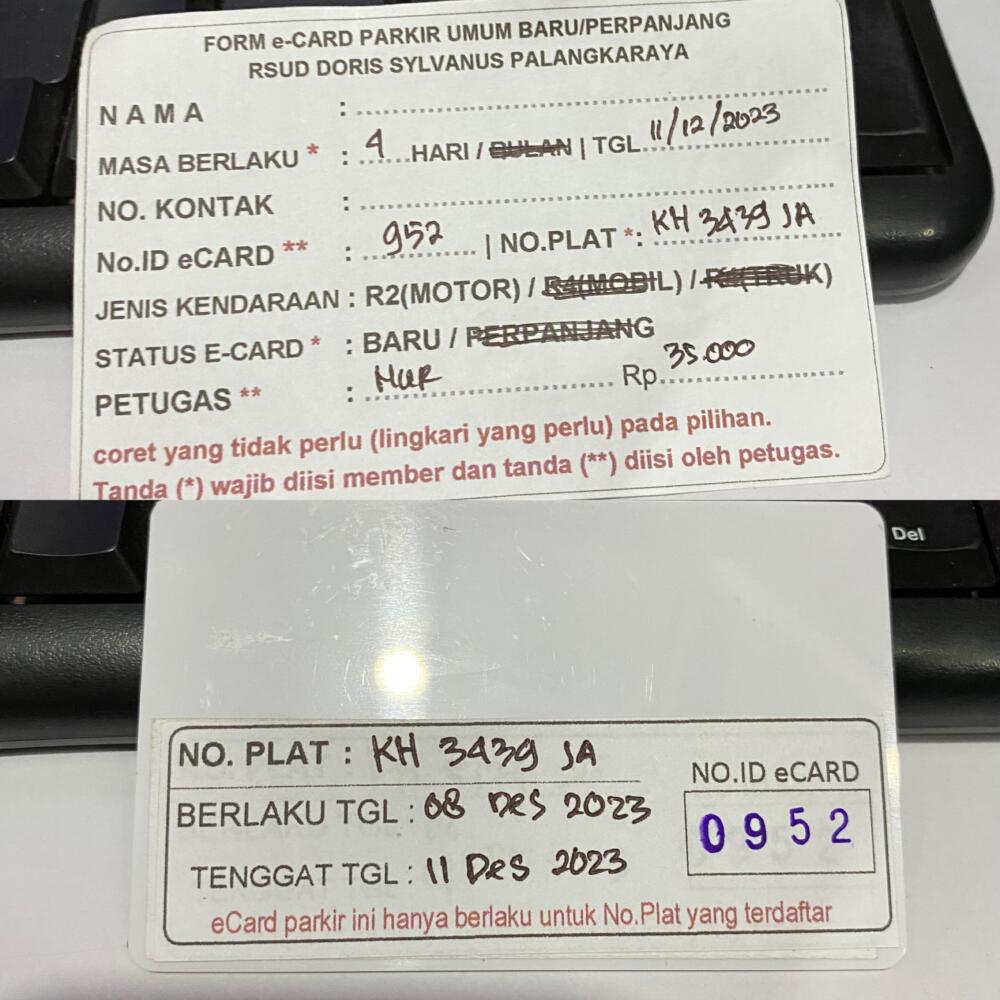 FORM e-CARD PARKIR UMUM BARU/PERPANJANG
RSUD DORIS SYLVANUS PALANGKARAYA
NAMA :
MASA BERLAKU * : 4 HARI / BULAN | TGL. 11/12/2023
NO. KONTAK :
No.ID eCARD ** : 952 | NO.PLAT *: KH 3439 JA
JENIS KENDARAAN : R2(MOTOR) / R4(MOBIL) / R4(TRUK)
STATUS E-CARD * : BARU / PERPANJANG
PETUGAS ** : Rp. 35.000
coret yang tidak perlu (lingkari yang perlu) pada pilihan.
Tanda (*) wajib diisi member dan tanda (**) diisi oleh petugas.
Del
NO. PLAT : KH 3439 JA
NO.ID eCARD
BERLAKU TGL : 08 DES 2023
0952
TENGGAT TGL : 11 Des 2023
eCard parkir ini hanya berlaku untuk No.Plat yang terdaftar